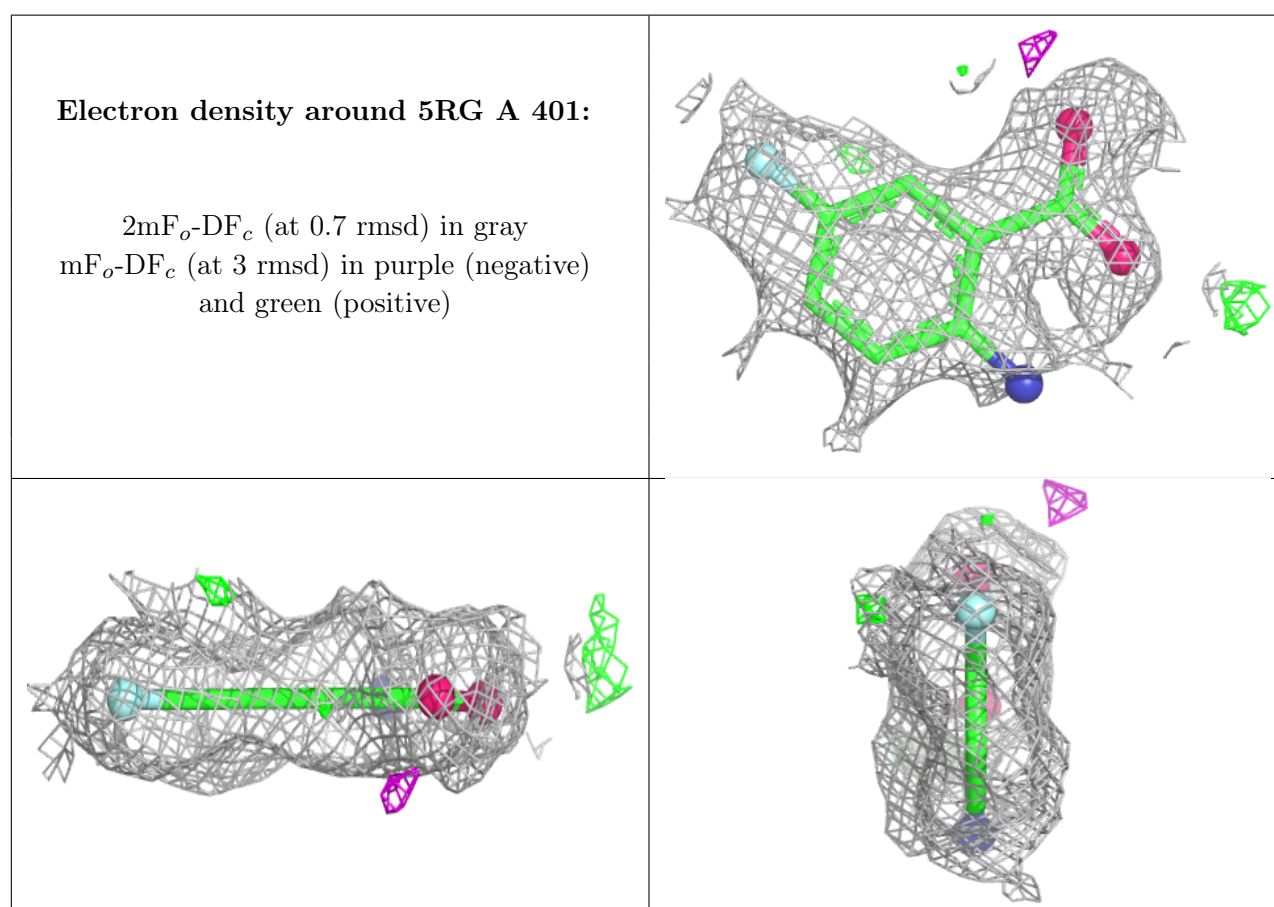 Electron density around 5RG A 401:
2mFo-DFc (at 0.7 rmsd) in gray
mFo-DFc (at 3 rmsd) in purple (negative)
and green (positive)